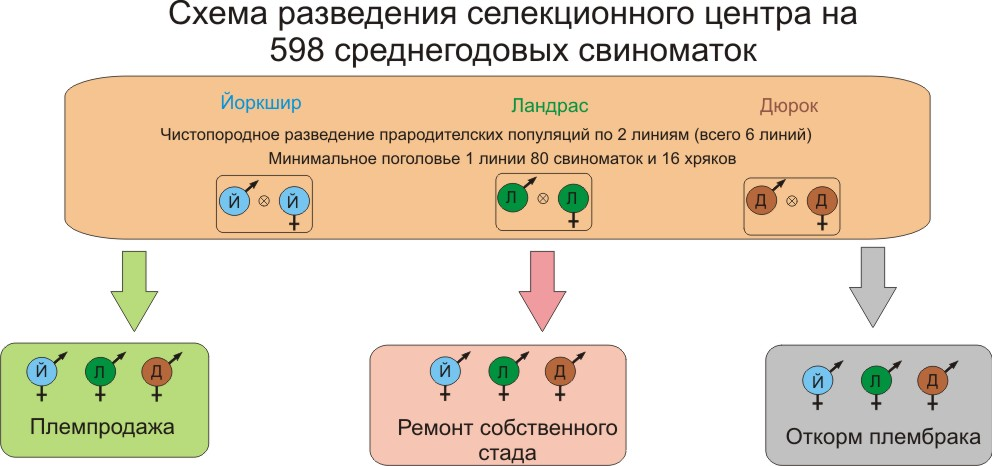 Схема разведения селекционного центра на
598 среднегодовых свиноматок
Йоркшир Ландрас Дюрок
Чистопородное разведение прародителских популяций по 2 линиям (всего 6 линий)
Минимальное поголовье 1 линии 80 свиноматок и 16 хряков
Й Й Л Л Д Д
Й Л Д Й Л Д Й Л Д
Племпродажа
Ремонт собственного
стада
Откорм плембрака